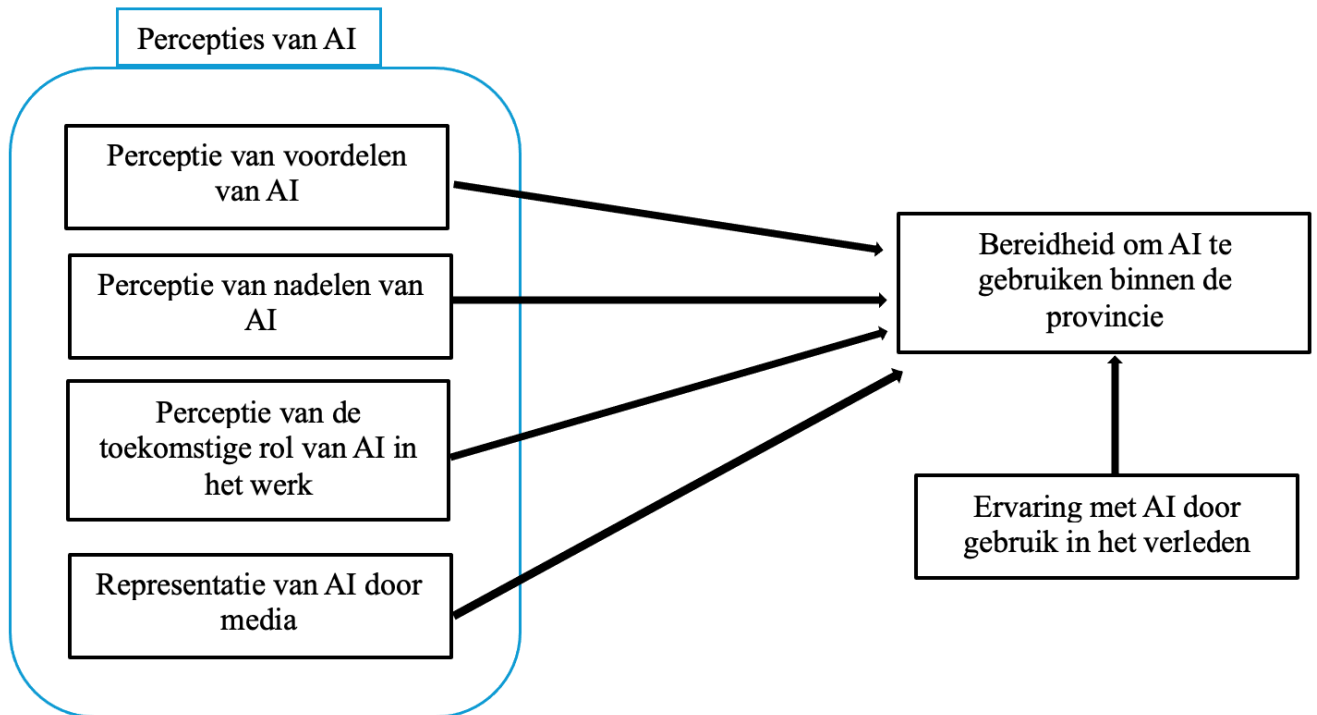 Percepties van AI
Perceptie van voordelen
van AI
Perceptie van nadelen van
AI
Perceptie van de
toekomstige rol van AI in
het werk
Representatie van AI door
media
Bereidheid om AI te
gebruiken binnen de
provincie
Ervaring met AI door
gebruik in het verleden